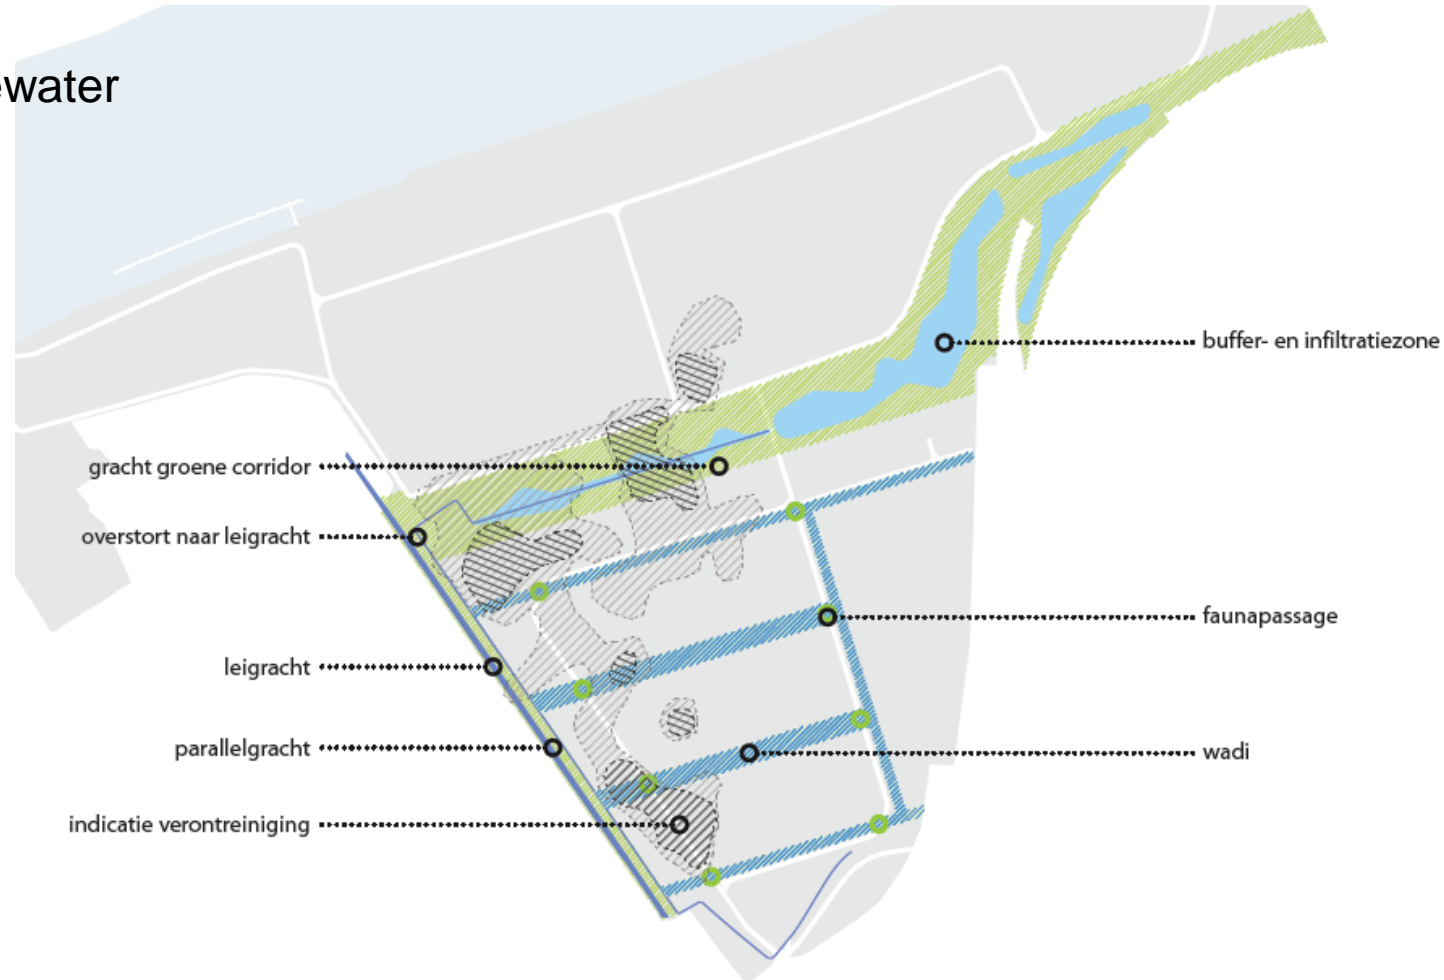 ewater
buffer- en infiltratiezone
gracht groene corridor
overstort naar leigracht
faunapassage
leigracht
parallelgracht
wadi
indicatie verontreiniging